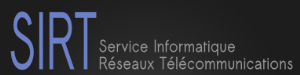 SIRT
Service Informatique
Réseaux Télécommunications